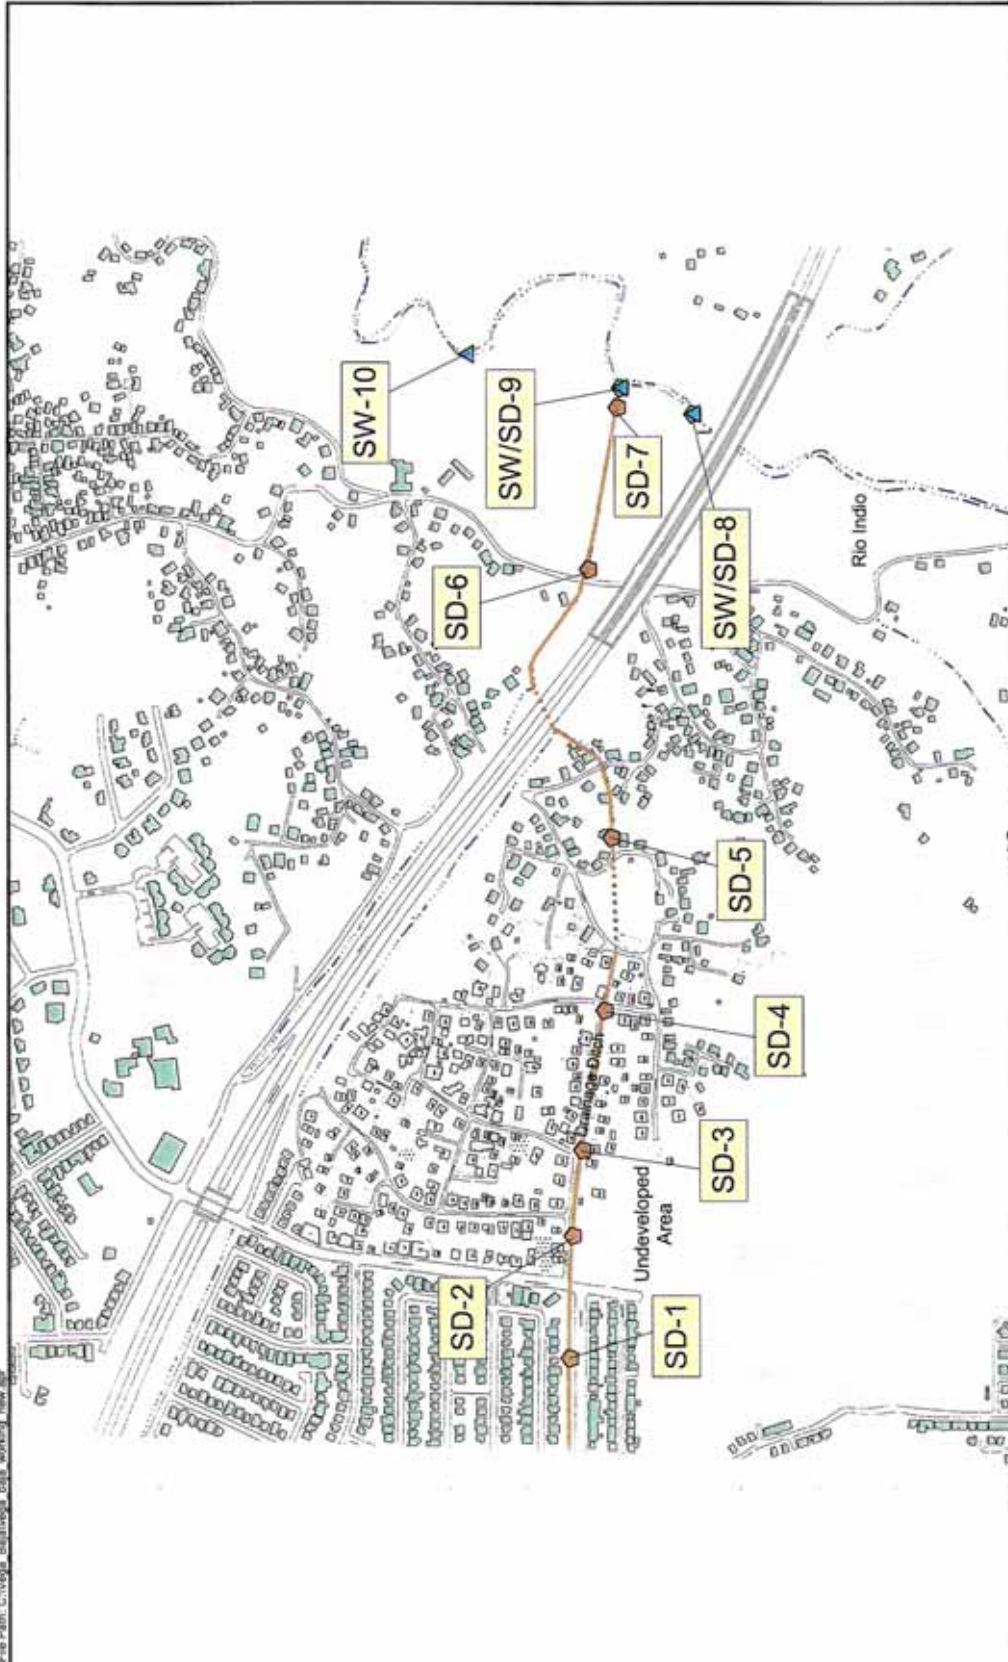 SW-10
SW/SD-9
SD-7
SD-6
SW/SD-8
Rio Indio
SD-5
SD-4
Drainage Ditch
SD-3
Undeveloped
Area
SD-2
SD-1